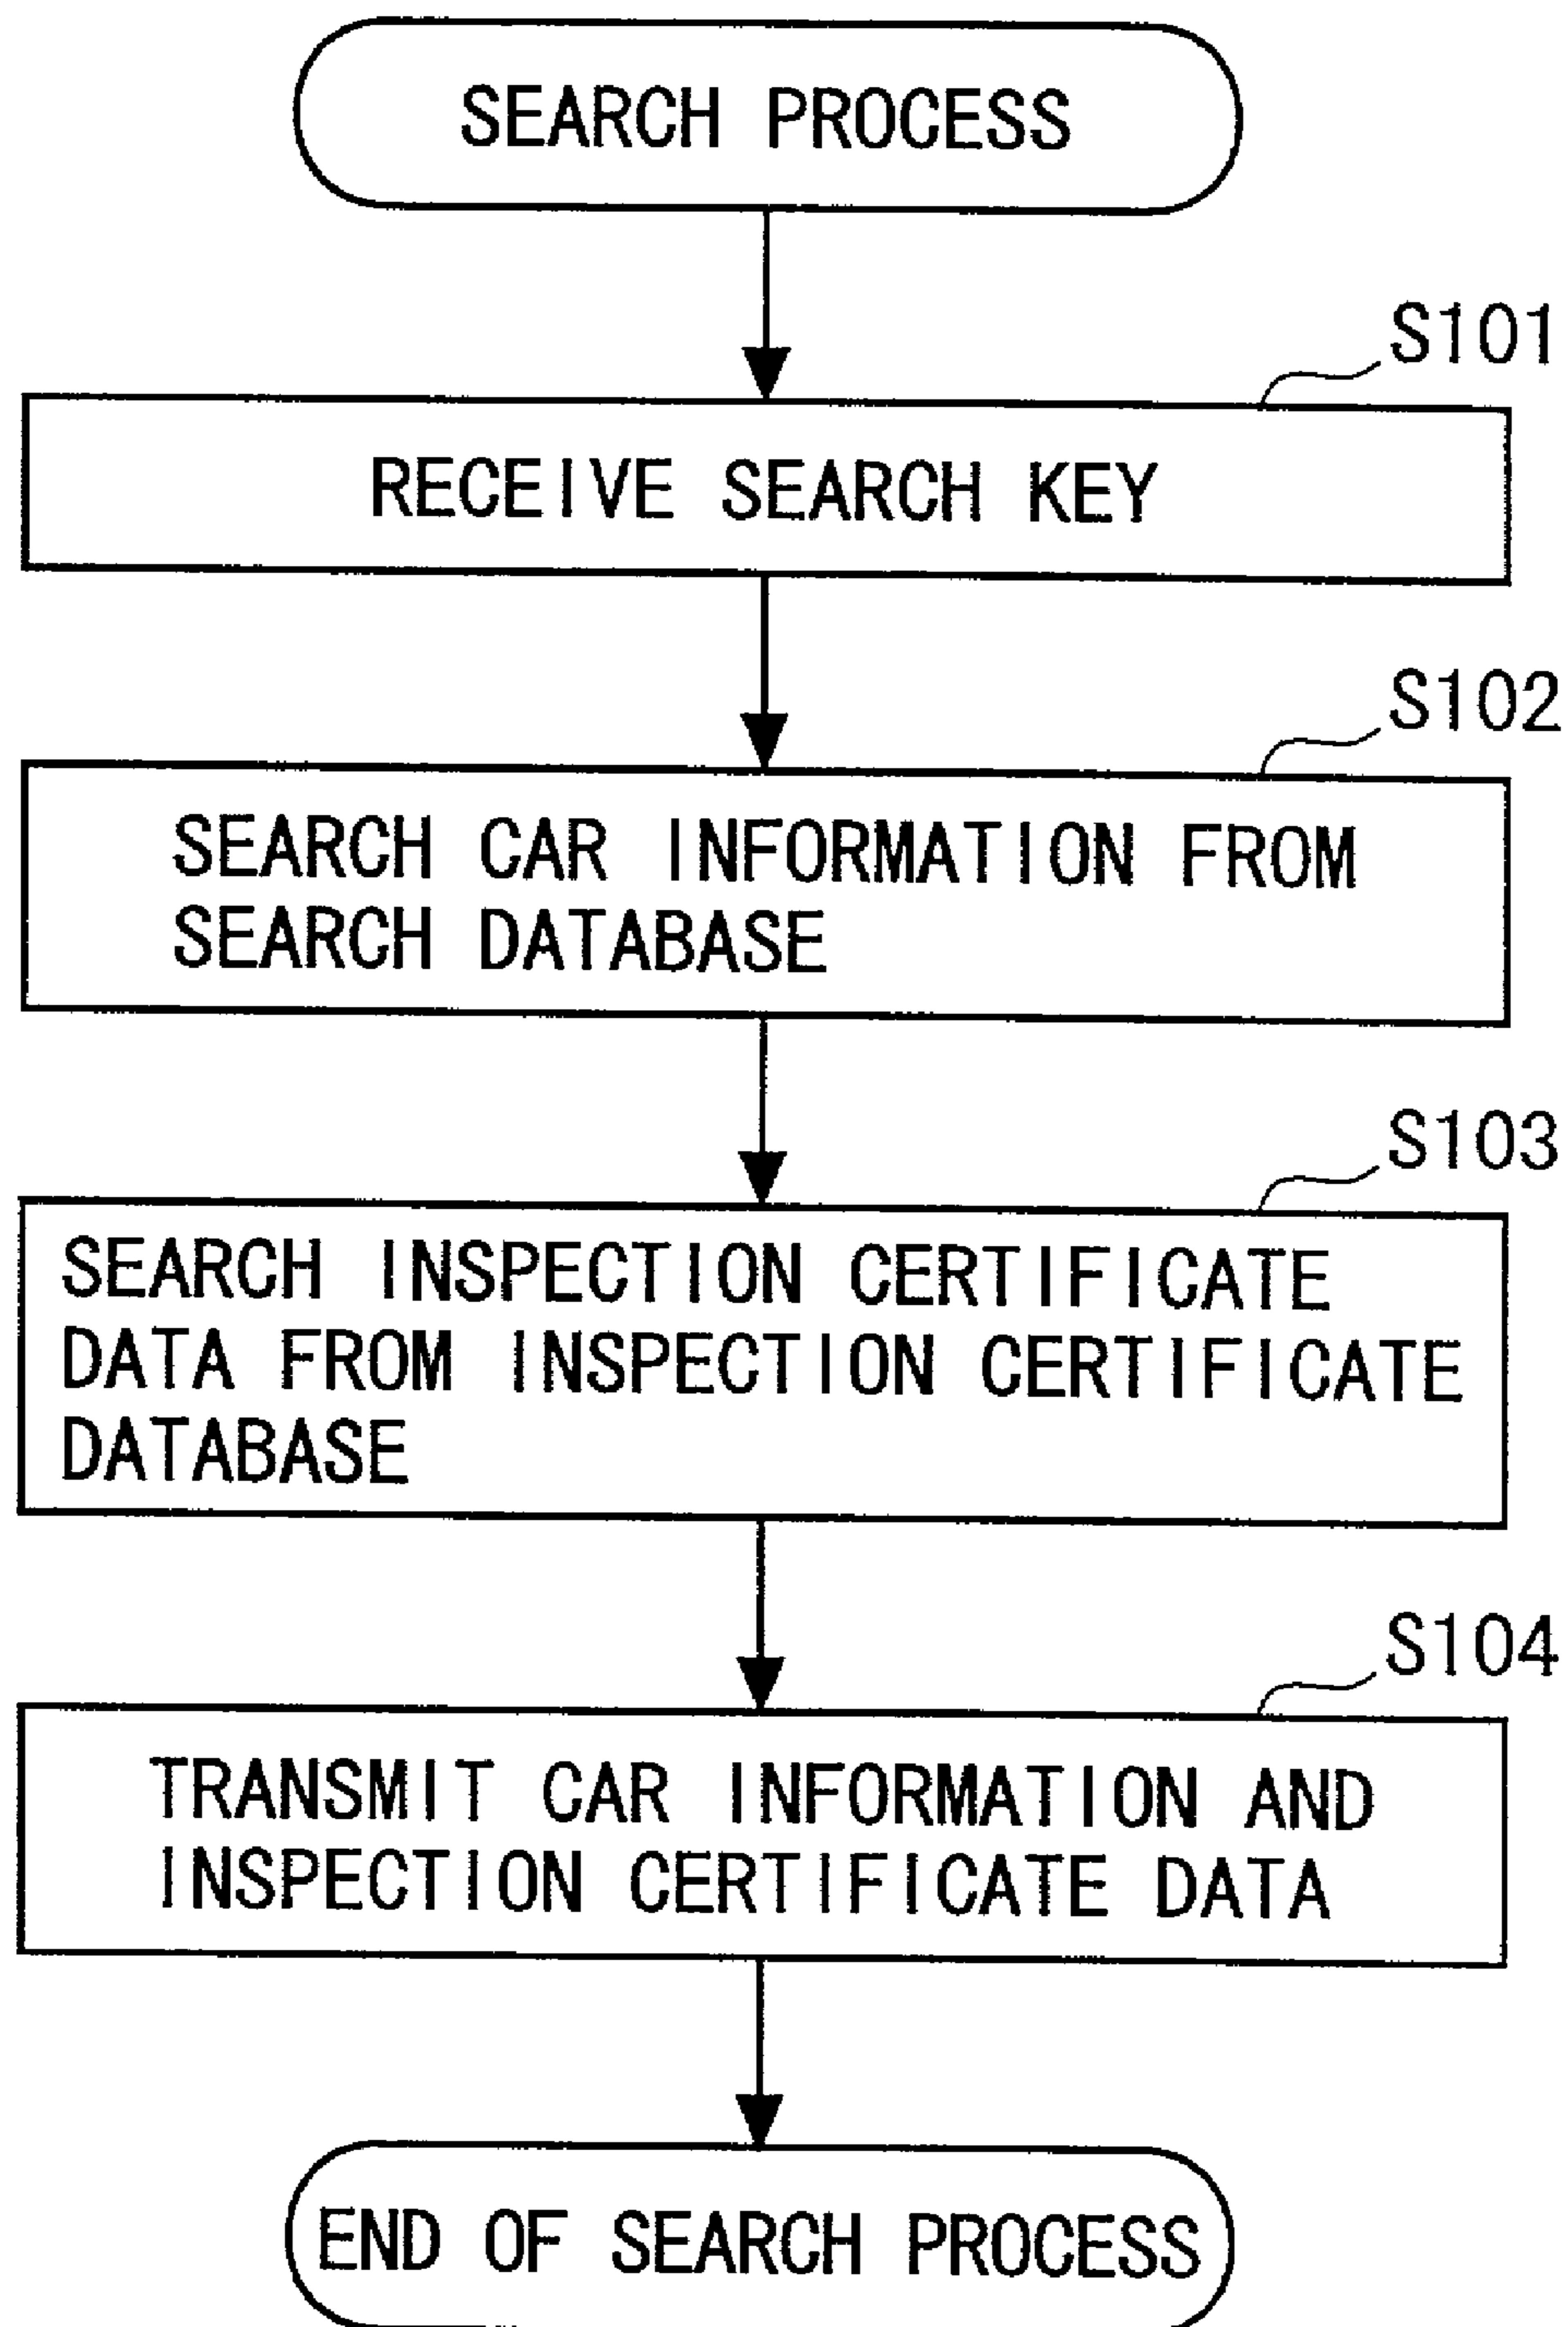 SEARCH PROCESS
S101
RECEIVE SEARCH KEY
S102
SEARCH CAR INFORMATION FROM
SEARCH DATABASE
S103
SEARCH INSPECTION CERTIFICATE
DATA FROM INSPECTION CERTIFICATE
DATABASE
S104
TRANSMIT CAR INFORMATION AND
INSPECTION CERTIFICATE DATA
END OF SEARCH PROCESS